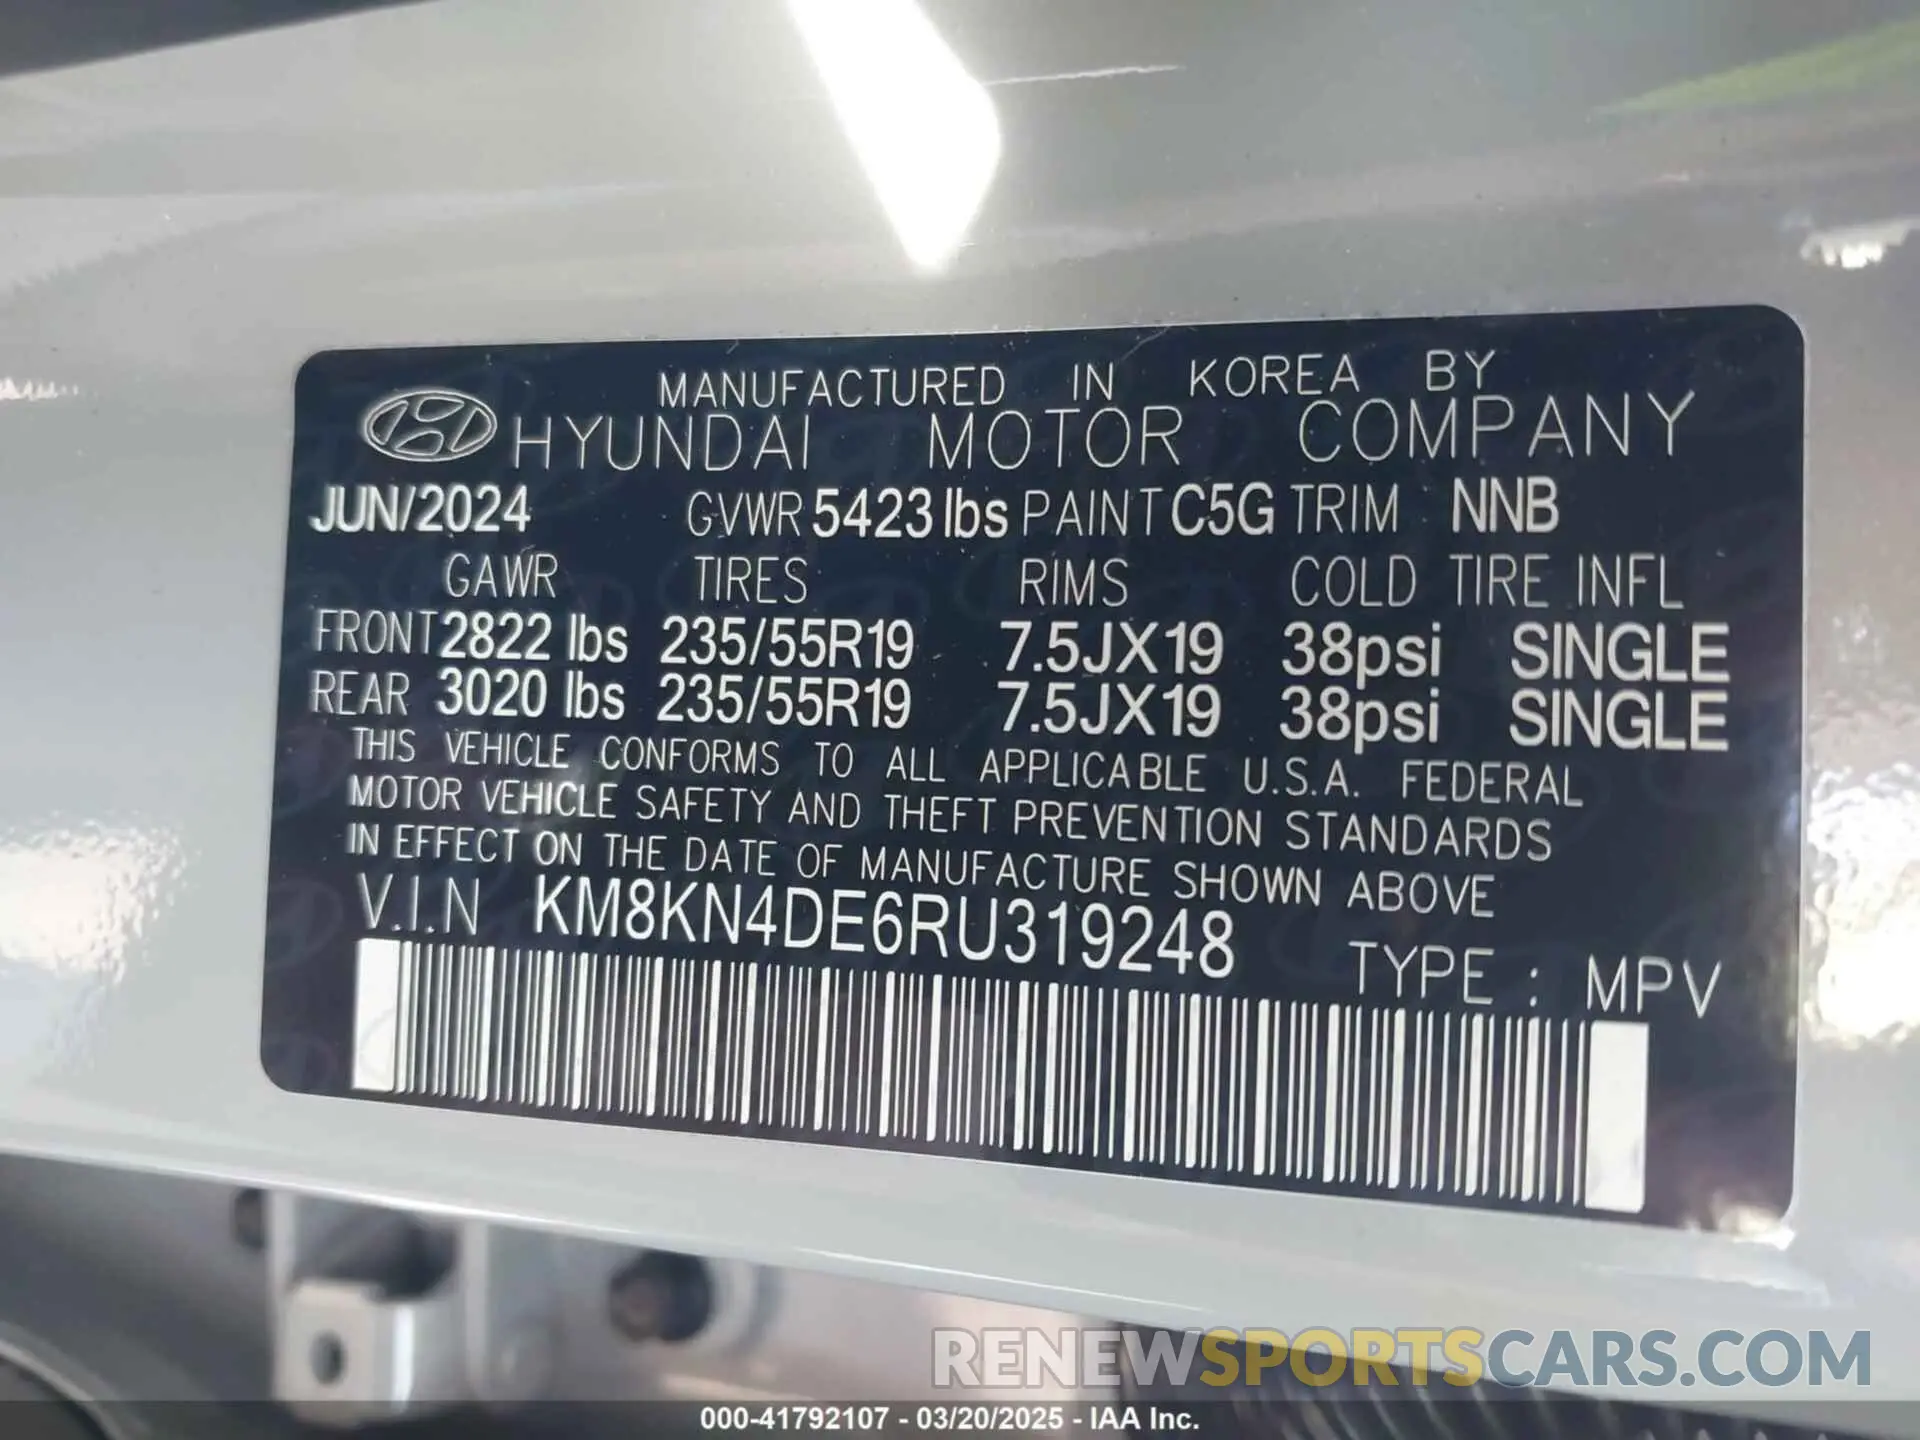 MANUFACTURED IN KOREA BY
HYUNDAI MOTOR COMPANY
JUN/2024 GVWR 5423 lbs PAINT C5G TRIM NNB
GAWR TIRES RIMS COLD TIRE INFL
FRONT 2822 lbs 235/55R19 7.5JX19 38psi SINGLE
REAR 3020 lbs 235/55R19 7.5JX19 38psi SINGLE
THIS VEHICLE CONFORMS TO ALL APPLICABLE U.S.A. FEDERAL
MOTOR VEHICLE SAFETY AND THEFT PREVENTION STANDARDS
IN EFFECT ON THE DATE OF MANUFACTURE SHOWN ABOVE
V.I.N KM8KN4DE6RU319248
TYPE : MPV
RENEWSPORTSCARS.COM
000-41792107 - 03/20/2025 - IAA Inc.